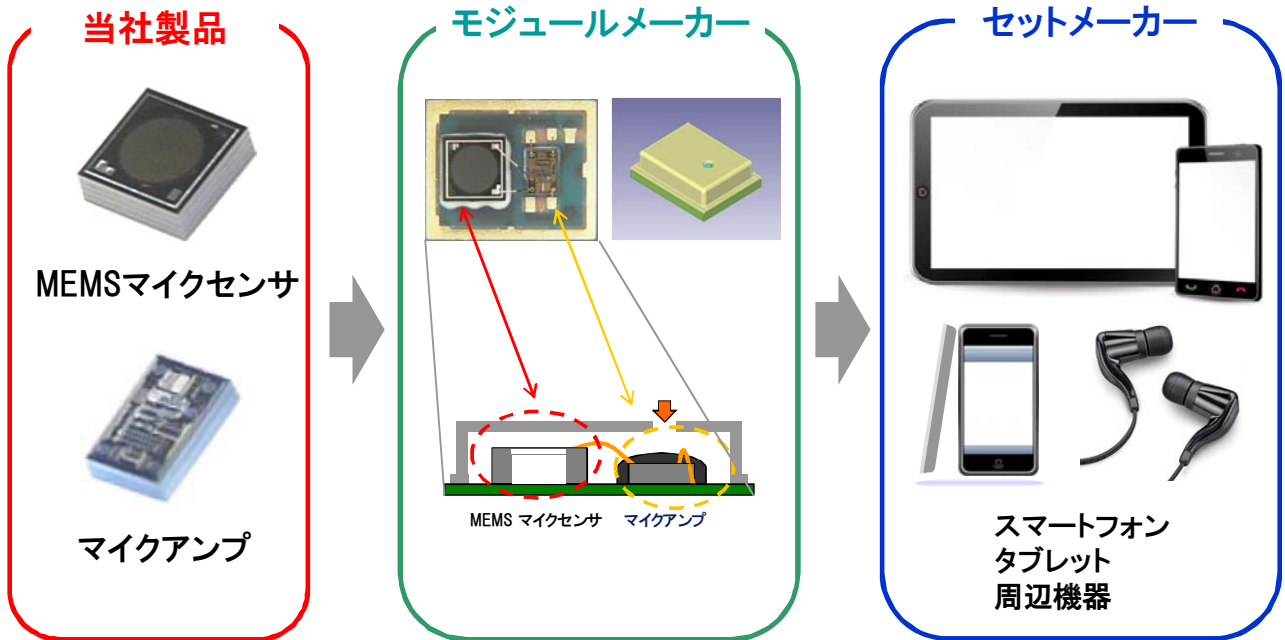 当社製品
MEMSマイクセンサ
マイクアンプ
モジュールメーカー
MEMS マイクセンサ
マイクアンプ
セットメーカー
スマートフォン
タブレット
周辺機器